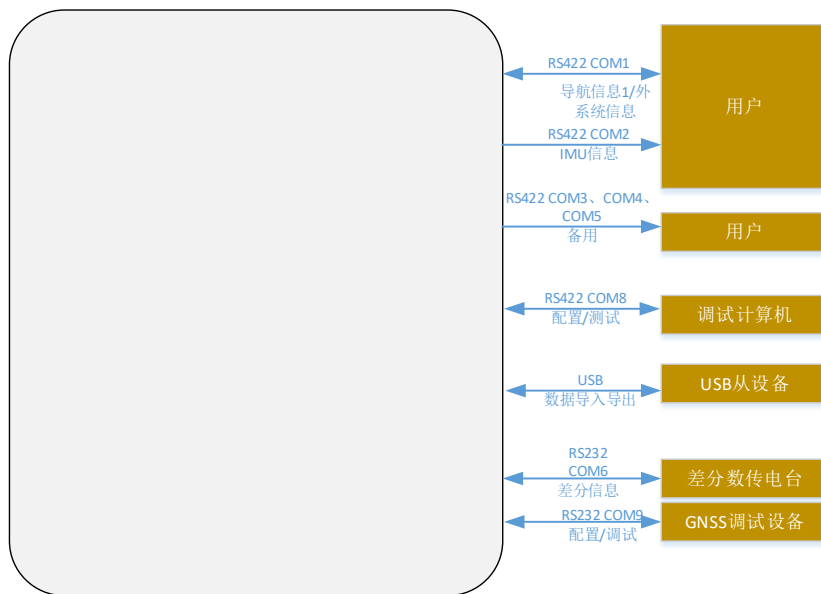 RS422 COM1
导航信息1/外
系统信息
用户
RS422 COM2
IMU信息
RS422 COM3、COM4、
COM5
备用
用户
RS422 COM8
配置/测试
调试计算机
USB
数据导入导出
USB从设备
RS232
COM6
差分信息
差分数传电台
RS232 COM9
配置/调试
GNSS调试设备